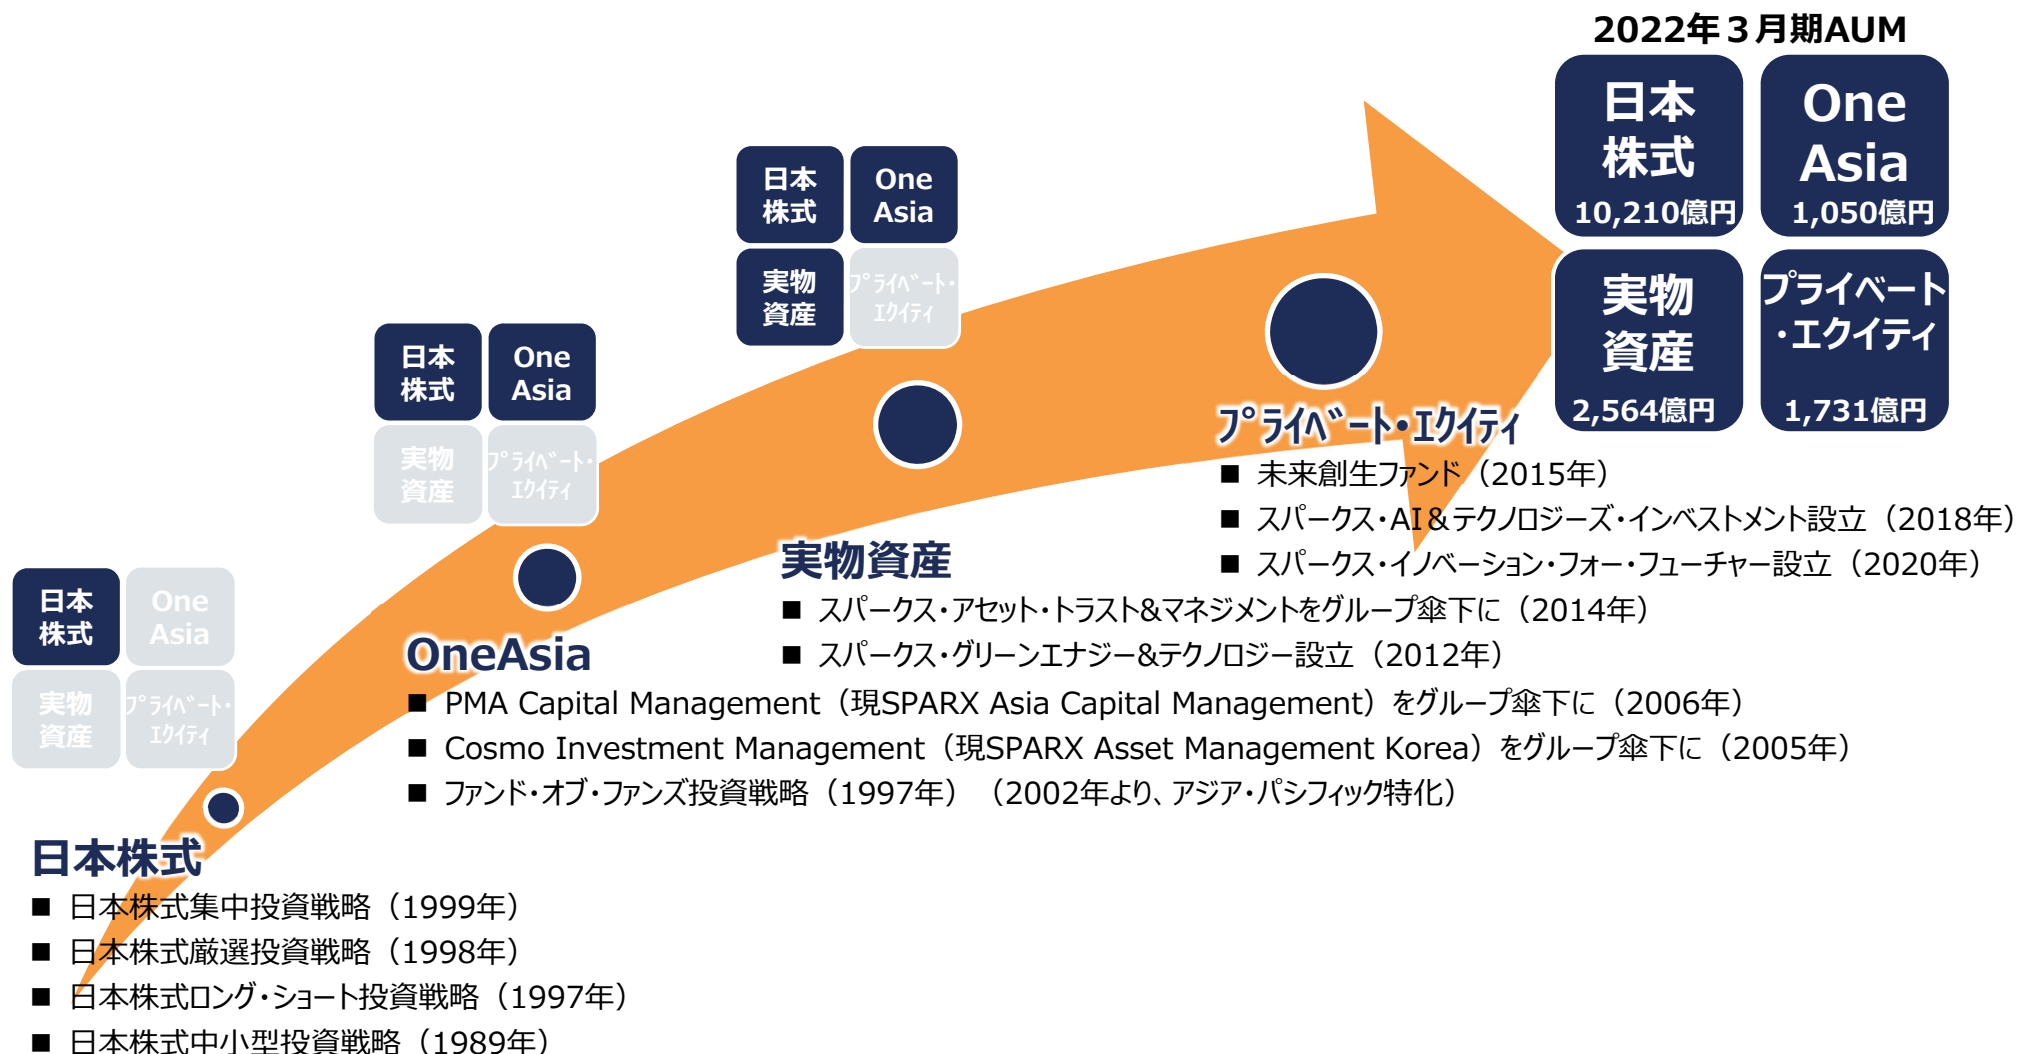 2022年３月期AUM
日本
株式
10,210億円
One
Asia
1,050億円
実物
資産
2,564億円
プライベート
・エクイティ
1,731億円
日本
株式
One
Asia
実物
資産
ﾌﾟﾗｲﾍﾞｰﾄ・
ｴｸｲﾃｨ
日本
株式
One
Asia
実物
資産
ﾌﾟﾗｲﾍﾞｰﾄ・
ｴｸｲﾃｨ
日本
株式
One
Asia
実物
資産
ﾌﾟﾗｲﾍﾞｰﾄ・
ｴｸｲﾃｨ
ﾌﾟﾗｲﾍﾞｰﾄ・ｴｸｲﾃｨ
■ 未来創生ファンド（2015年）
■ スパークス・AI＆テクノロジーズ・インベストメント設立（2018年）
■ スパークス・イノベーション・フォー・フューチャー設立（2020年）
実物資産
■ スパークス・アセット・トラスト&マネジメントをグループ傘下に（2014年）
■ スパークス・グリーンエナジー&テクノロジー設立（2012年）
OneAsia
■ PMA Capital Management（現SPARX Asia Capital Management）をグループ傘下に（2006年）
■ Cosmo Investment Management（現SPARX Asset Management Korea）をグループ傘下に（2005年）
■ ファンド・オブ・ファンズ投資戦略（1997年）（2002年より、アジア・パシフィック特化）
日本株式
■ 日本株式集中投資戦略（1999年）
■ 日本株式厳選投資戦略（1998年）
■ 日本株式ロング・ショート投資戦略（1997年）
■ 日本株式中小型投資戦略（1989年）